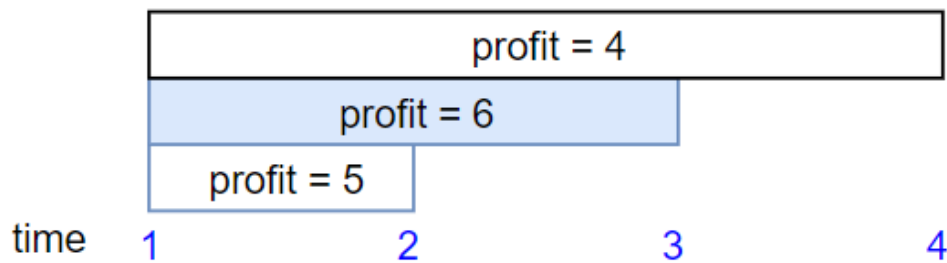 profit = 4
profit = 6
profit = 5
time 1 2 3 4